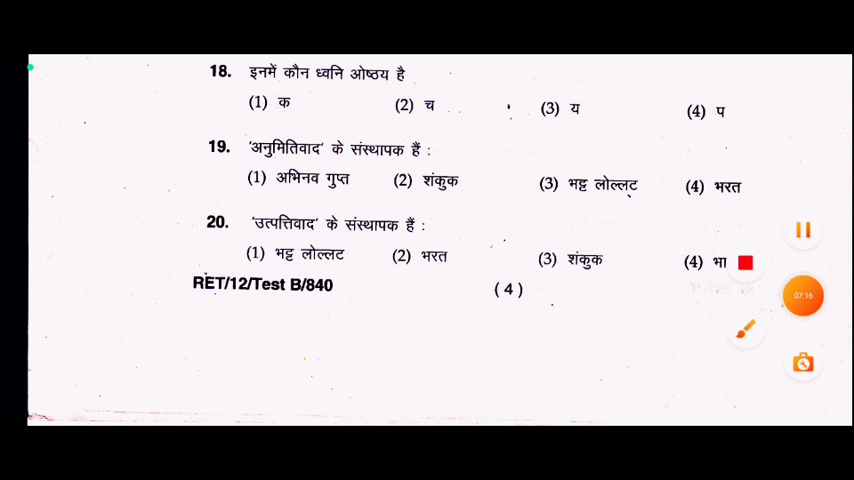 18. इनमें कौन ध्वनि ओष्ठय है
(1) क (2) च (3) य (4) प
19. 'अनुमितिवाद' के संस्थापक हैं :
(1) अभिनव गुप्त (2) शंकुक (3) भट्ट लोल्लट (4) भरत
20. 'उत्पत्तिवाद' के संस्थापक हैं :
(1) भट्ट लोल्लट (2) भरत (3) शंकुक (4)
RET/12/Test B/840 (4)
07:16